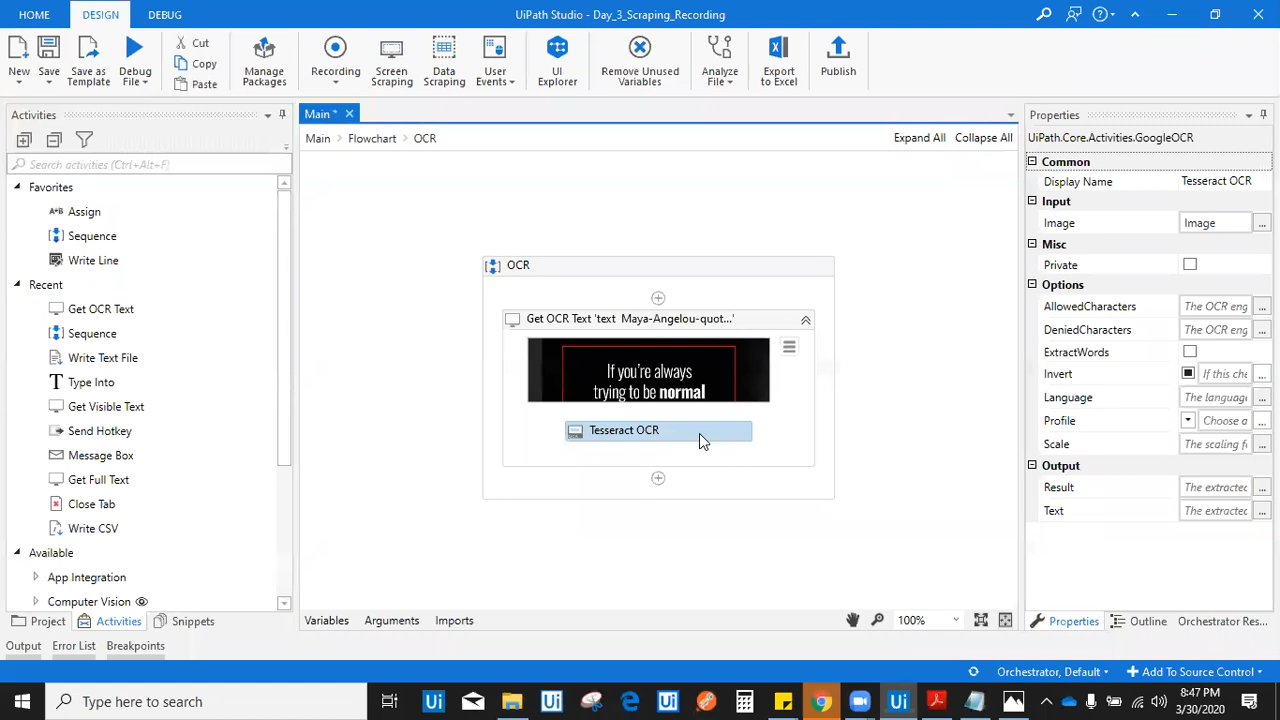 HOME
DESIGN
DEBUG
UiPath Studio - Day_3_Scraping_Recording
New
Save
Save as Template
Debug File
Cut
Copy
Paste
Manage Packages
Recording
Screen Scraping
Data Scraping
User Events
UI Explorer
Remove Unused Variables
Analyze File
Export to Excel
Publish
Activities
Search activities (Ctrl+Alt+F)
Favorites
Assign
Sequence
Write Line
Recent
Get OCR Text
Sequence
Write Text File
Type Into
Get Visible Text
Send Hotkey
Message Box
Get Full Text
Close Tab
Write CSV
Available
App Integration
Computer Vision
Project
Activities
Snippets
Main *
Main
Flowchart
OCR
Expand All
Collapse All
OCR
Get OCR Text 'text Maya-Angelou-quot...'
If you're always
trying to be normal
Tesseract OCR
Variables
Arguments
Imports
100%
Properties
UiPath.Core.Activities.GoogleOCR
Common
Display Name
Tesseract OCR
Input
Image
Image
...
Misc
Private
Options
AllowedCharacters
The OCR eng
...
DeniedCharacters
The OCR eng
...
ExtractWords
Invert
If this che
...
Language
The language
...
Profile
Choose a
...
Scale
The scaling fa
...
Output
Result
The extracted
...
Text
The extracted
...
Properties
Outline
Orchestrator Res...
Output
Error List
Breakpoints
Orchestrator, Default
Add To Source Control
Type here to search
8:47 PM
3/30/2020